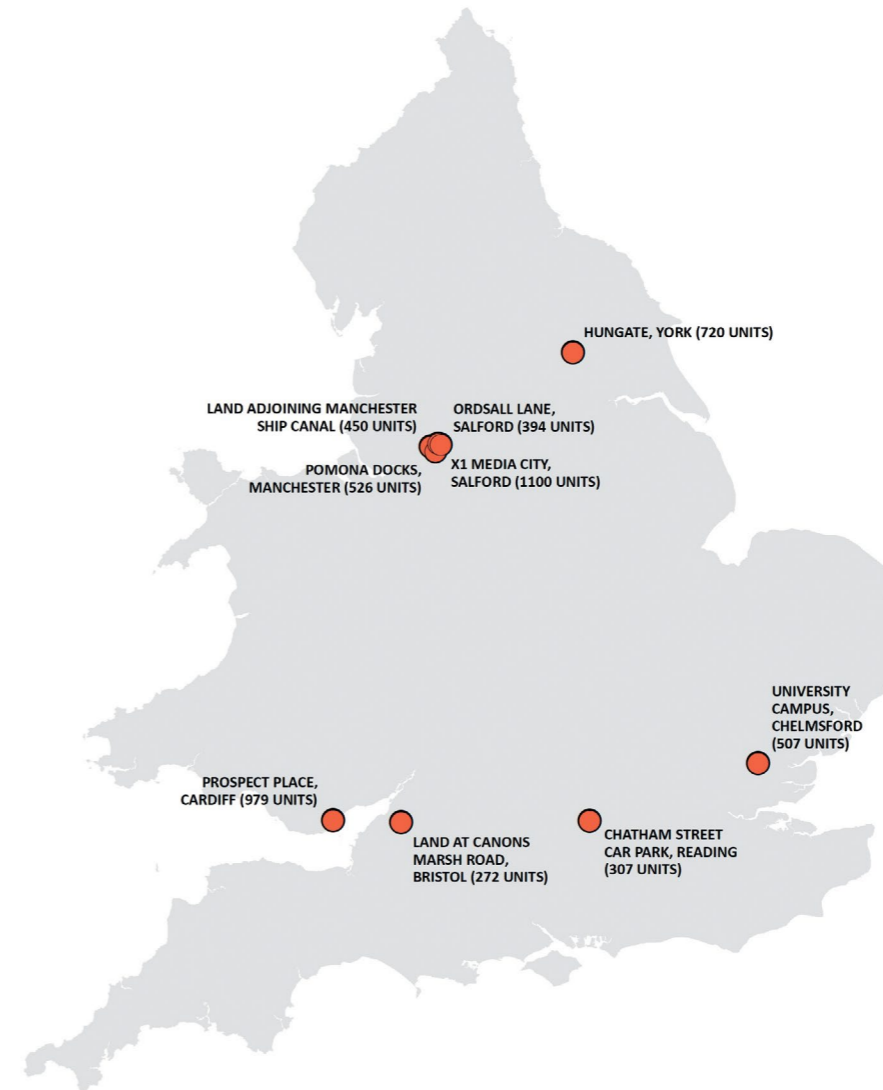 HUNGATE, YORK (720 UNITS)
LAND ADJOINING MANCHESTER
SHIP CANAL (450 UNITS)
ORDSALL LANE,
SALFORD (394 UNITS)
POMONA DOCKS,
MANCHESTER (526 UNITS)
X1 MEDIA CITY,
SALFORD (1100 UNITS)
UNIVERSITY
CAMPUS,
CHELMSFORD
(507 UNITS)
PROSPECT PLACE,
CARDIFF (979 UNITS)
LAND AT CANONS
MARSH ROAD,
BRISTOL (272 UNITS)
CHATHAM STREET
CAR PARK, READING
(307 UNITS)